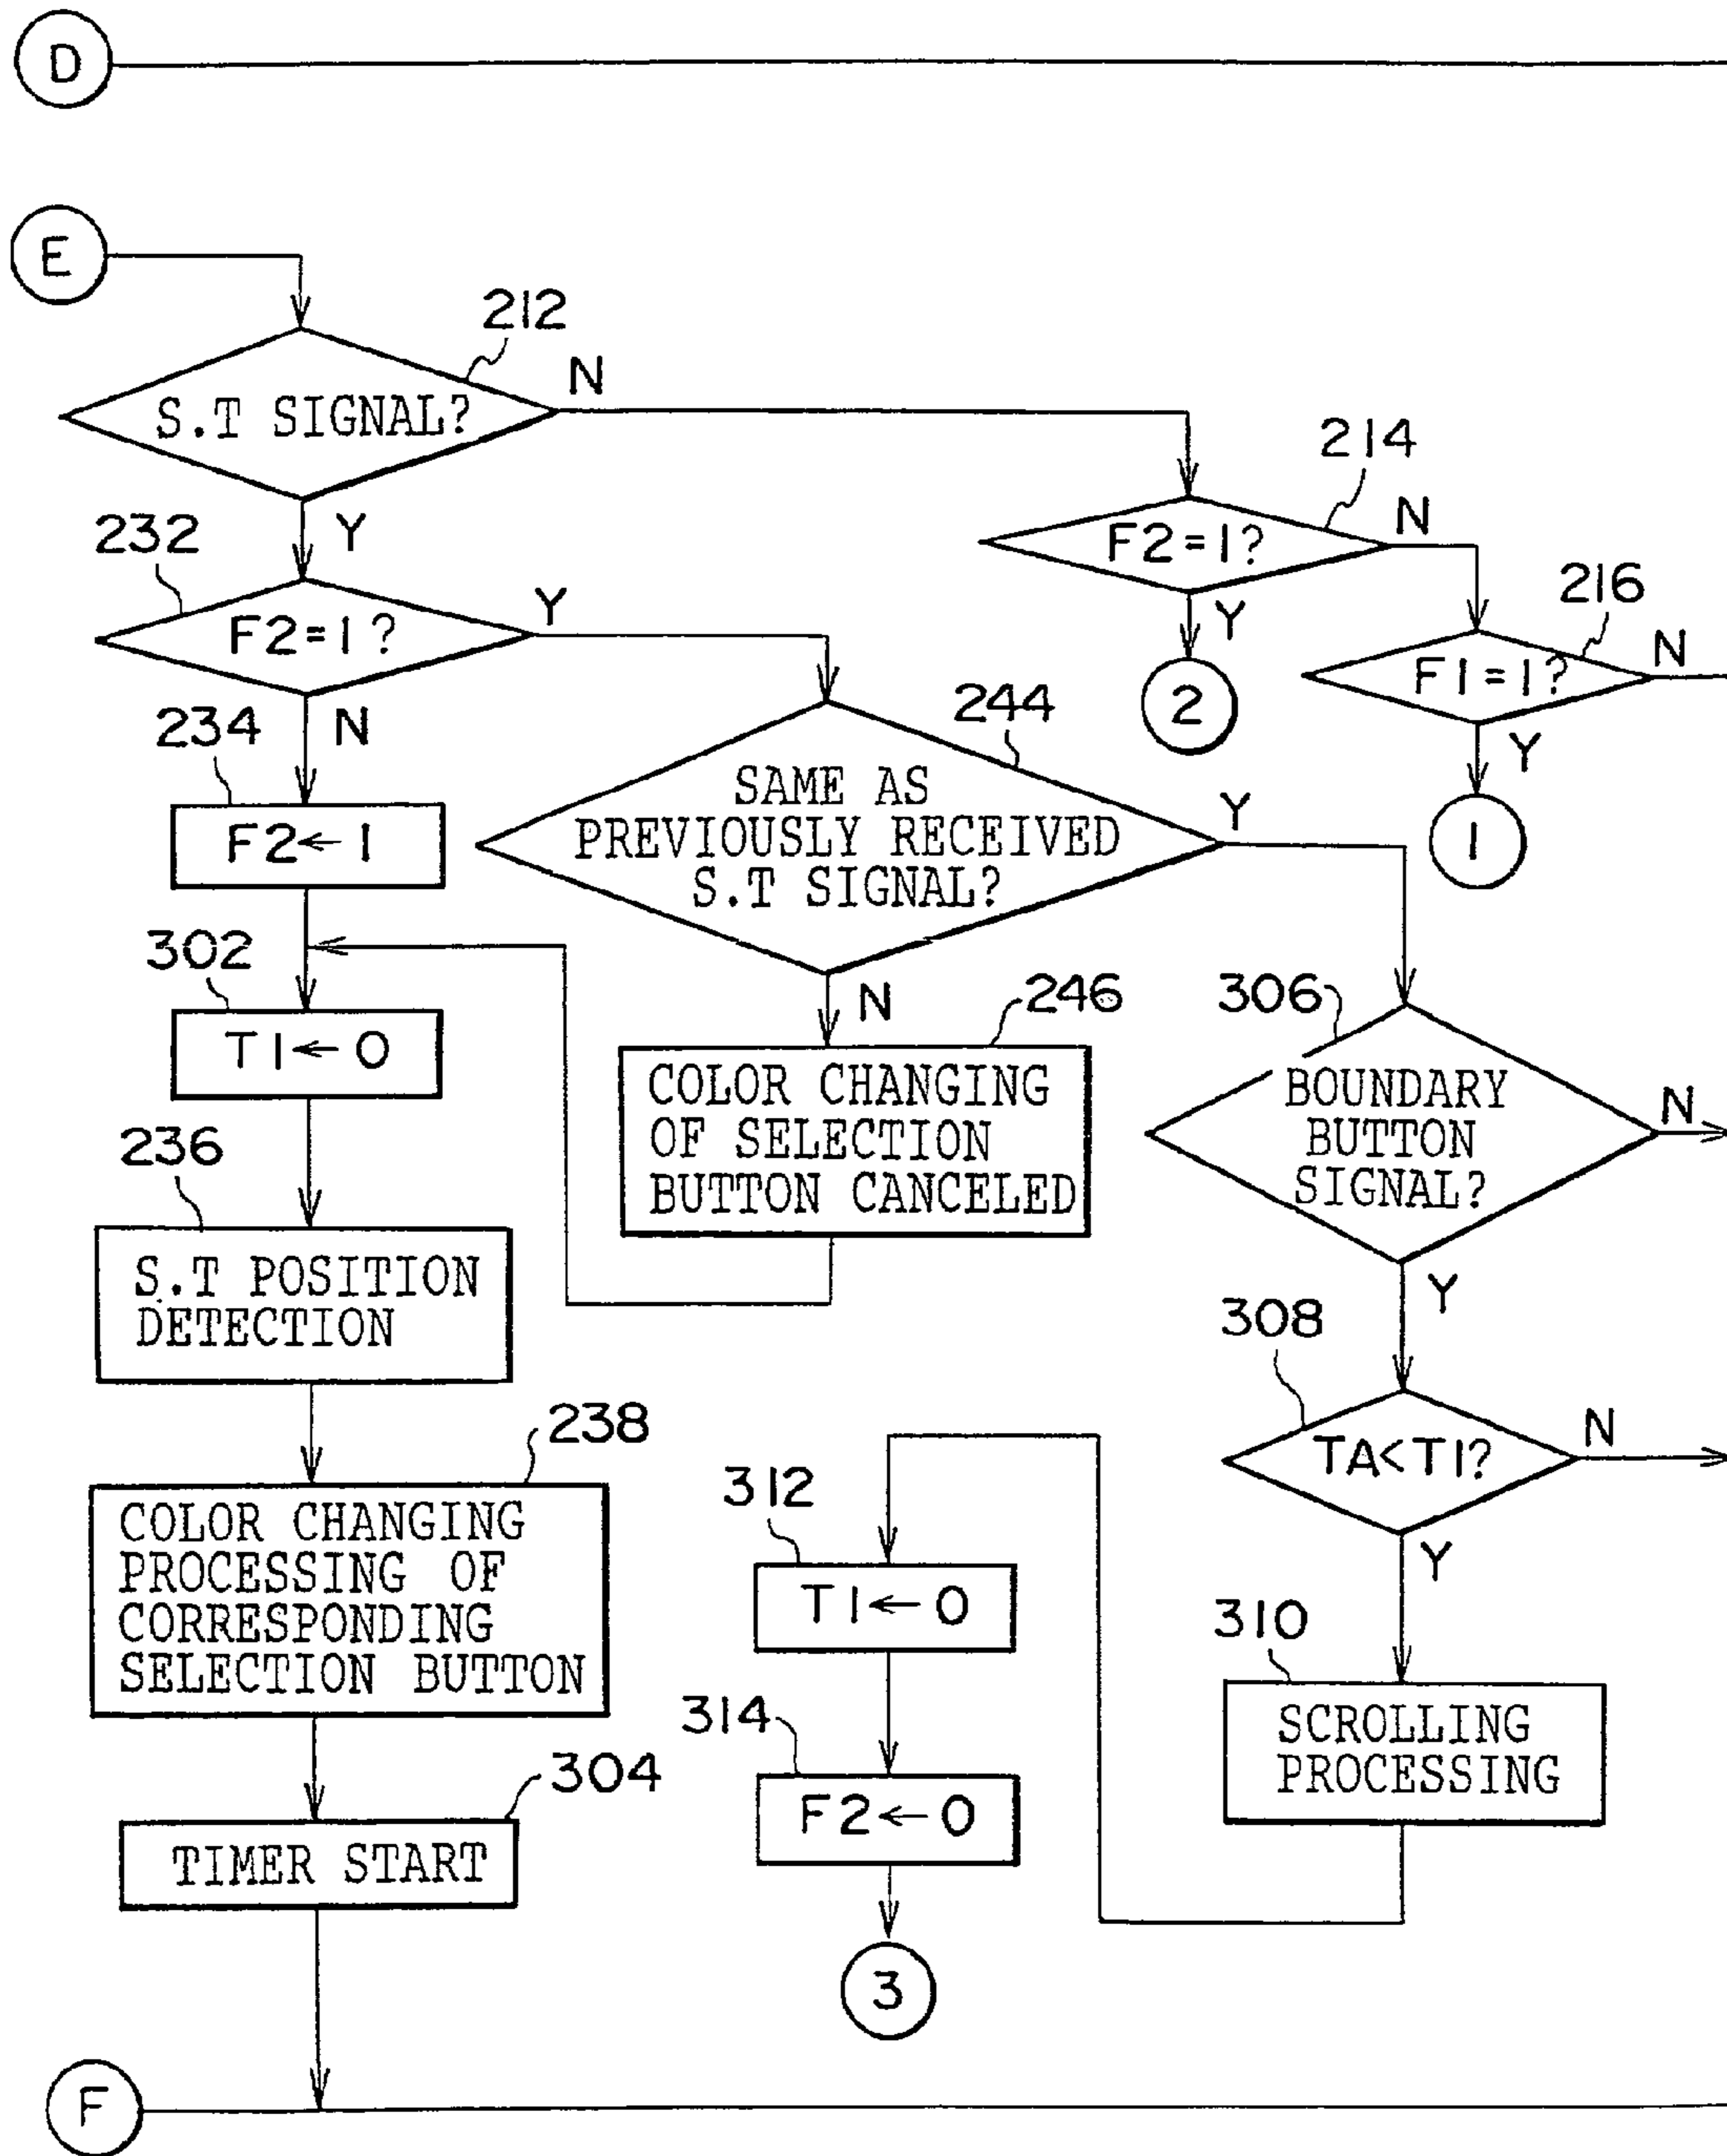 D
E
212
S.T SIGNAL?
N
Y
214
F2=1?
N
Y
2
216
F1=1?
N
Y
1
232
F2=1?
Y
N
234
F2←1
244
SAME AS
PREVIOUSLY RECEIVED
S.T SIGNAL?
Y
N
302
T1←0
246
COLOR CHANGING
OF SELECTION
BUTTON CANCELED
306
BOUNDARY
BUTTON
SIGNAL?
N
Y
236
S.T POSITION
DETECTION
308
TA<T1?
N
Y
238
COLOR CHANGING
PROCESSING OF
CORRESPONDING
SELECTION BUTTON
312
T1←0
310
SCROLLING
PROCESSING
314
F2←0
304
TIMER START
3
F